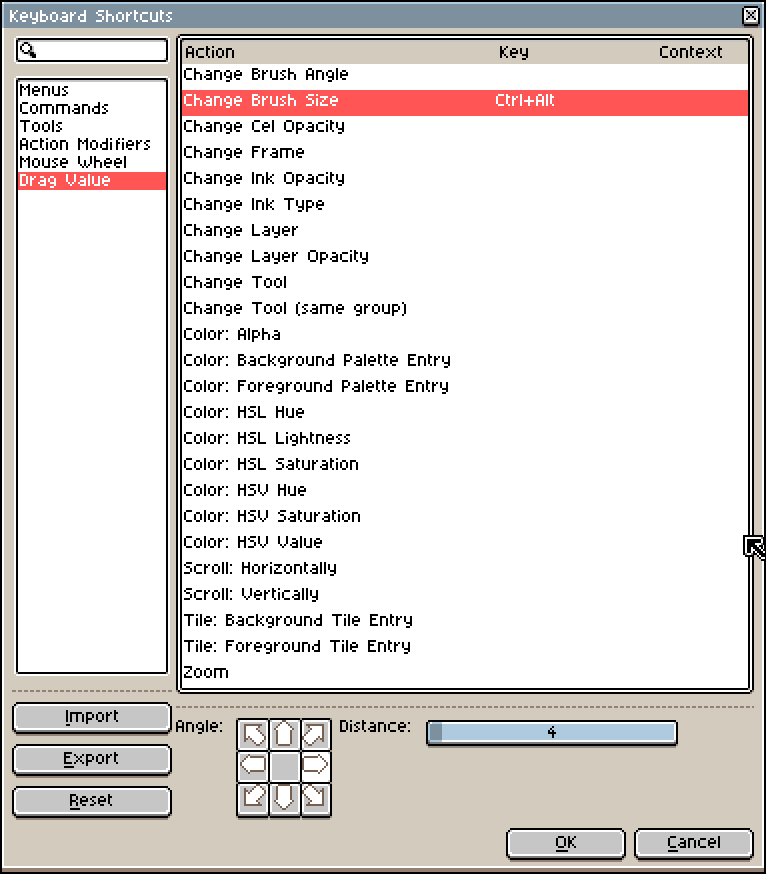 Keyboard Shortcuts
Menus
Commands
Tools
Action Modifiers
Mouse Wheel
Drag Value
Action Key Context
Change Brush Angle
Change Brush Size Ctrl+Alt
Change Cel Opacity
Change Frame
Change Ink Opacity
Change Ink Type
Change Layer
Change Layer Opacity
Change Tool
Change Tool (same group)
Color: Alpha
Color: Background Palette Entry
Color: Foreground Palette Entry
Color: HSL Hue
Color: HSL Lightness
Color: HSL Saturation
Color: HSV Hue
Color: HSV Saturation
Color: HSV Value
Scroll: Horizontally
Scroll: Vertically
Tile: Background Tile Entry
Tile: Foreground Tile Entry
Zoom
Import
Export
Reset
Angle:
Distance: 4
OK Cancel